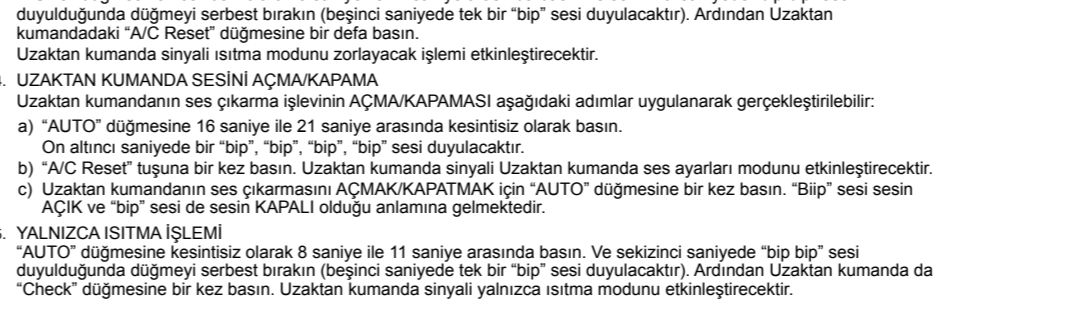 duyulduğunda düğmeyi serbest bırakın (beşinci saniyede tek bir “bip” sesi duyulacaktır). Ardından Uzaktan
kumandadaki “A/C Reset” düğmesine bir defa basın.
Uzaktan kumanda sinyali ısıtma modunu zorlayacak işlemi etkinleştirecektir.
. UZAKTAN KUMANDA SESİNİ AÇMA/KAPAMA
Uzaktan kumandanın ses çıkarma işlevinin AÇMA/KAPAMASI aşağıdaki adımlar uygulanarak gerçekleştirilebilir:
a) “AUTO” düğmesine 16 saniye ile 21 saniye arasında kesintisiz olarak basın.
On altıncı saniyede bir “bip”, “bip”, “bip”, “bip” sesi duyulacaktır.
b) “A/C Reset” tuşuna bir kez basın. Uzaktan kumanda sinyali Uzaktan kumanda ses ayarları modunu etkinleştirecektir.
c) Uzaktan kumandanın ses çıkarmasını AÇMAK/KAPATMAK için “AUTO” düğmesine bir kez basın. “Biip” sesi sesin
AÇIK ve “bip” sesi de sesin KAPALI olduğu anlamına gelmektedir.
. YALNIZCA ISITMA İŞLEMİ
“AUTO” düğmesine kesintisiz olarak 8 saniye ile 11 saniye arasında basın. Ve sekizinci saniyede “bip bip” sesi
duyulduğunda düğmeyi serbest bırakın (beşinci saniyede tek bir “bip” sesi duyulacaktır). Ardından Uzaktan kumanda da
“Check” düğmesine bir kez basın. Uzaktan kumanda sinyali yalnızca ısıtma modunu etkinleştirecektir.